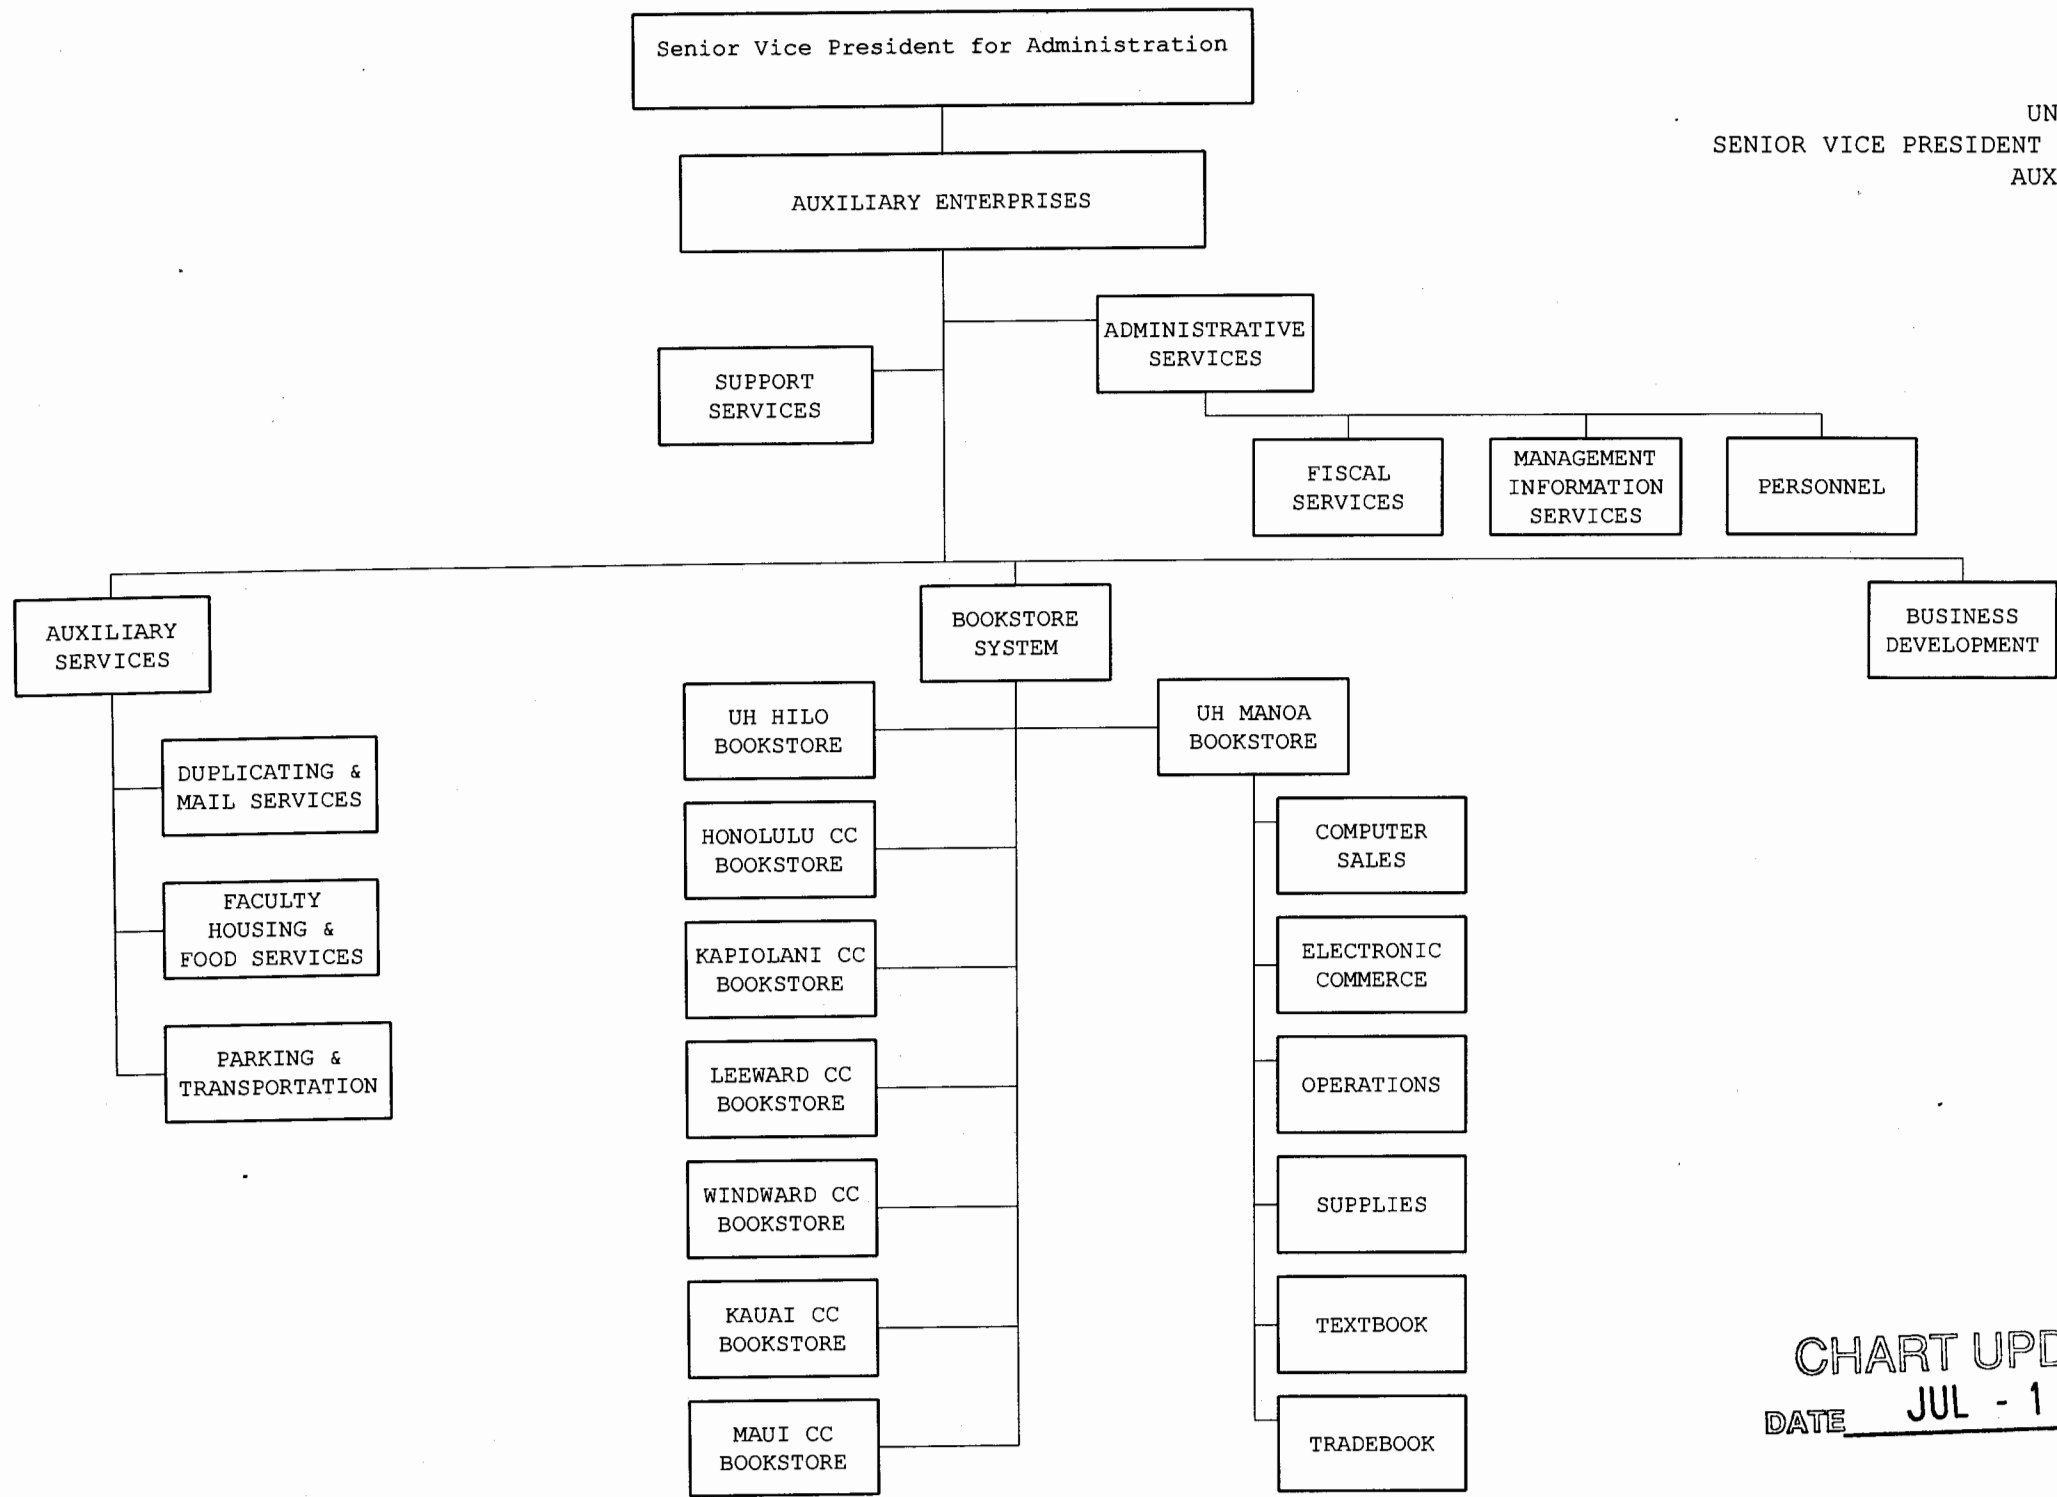 Senior Vice President for Administration
UN
SENIOR VICE PRESIDENT
AUX
AUXILIARY ENTERPRISES
ADMINISTRATIVE
SERVICES
SUPPORT
SERVICES
FISCAL
SERVICES
MANAGEMENT
INFORMATION
SERVICES
PERSONNEL
AUXILIARY
SERVICES
BOOKSTORE
SYSTEM
BUSINESS
DEVELOPMENT
DUPLICATING &
MAIL SERVICES
FACULTY
HOUSING &
FOOD SERVICES
PARKING &
TRANSPORTATION
UH HILO
BOOKSTORE
HONOLULU CC
BOOKSTORE
KAPIOLANI CC
BOOKSTORE
LEEWARD CC
BOOKSTORE
WINDWARD CC
BOOKSTORE
KAUAI CC
BOOKSTORE
MAUI CC
BOOKSTORE
UH MANOA
BOOKSTORE
COMPUTER
SALES
ELECTRONIC
COMMERCE
OPERATIONS
SUPPLIES
TEXTBOOK
TRADEBOOK
CHART UPD
DATE JUL - 1